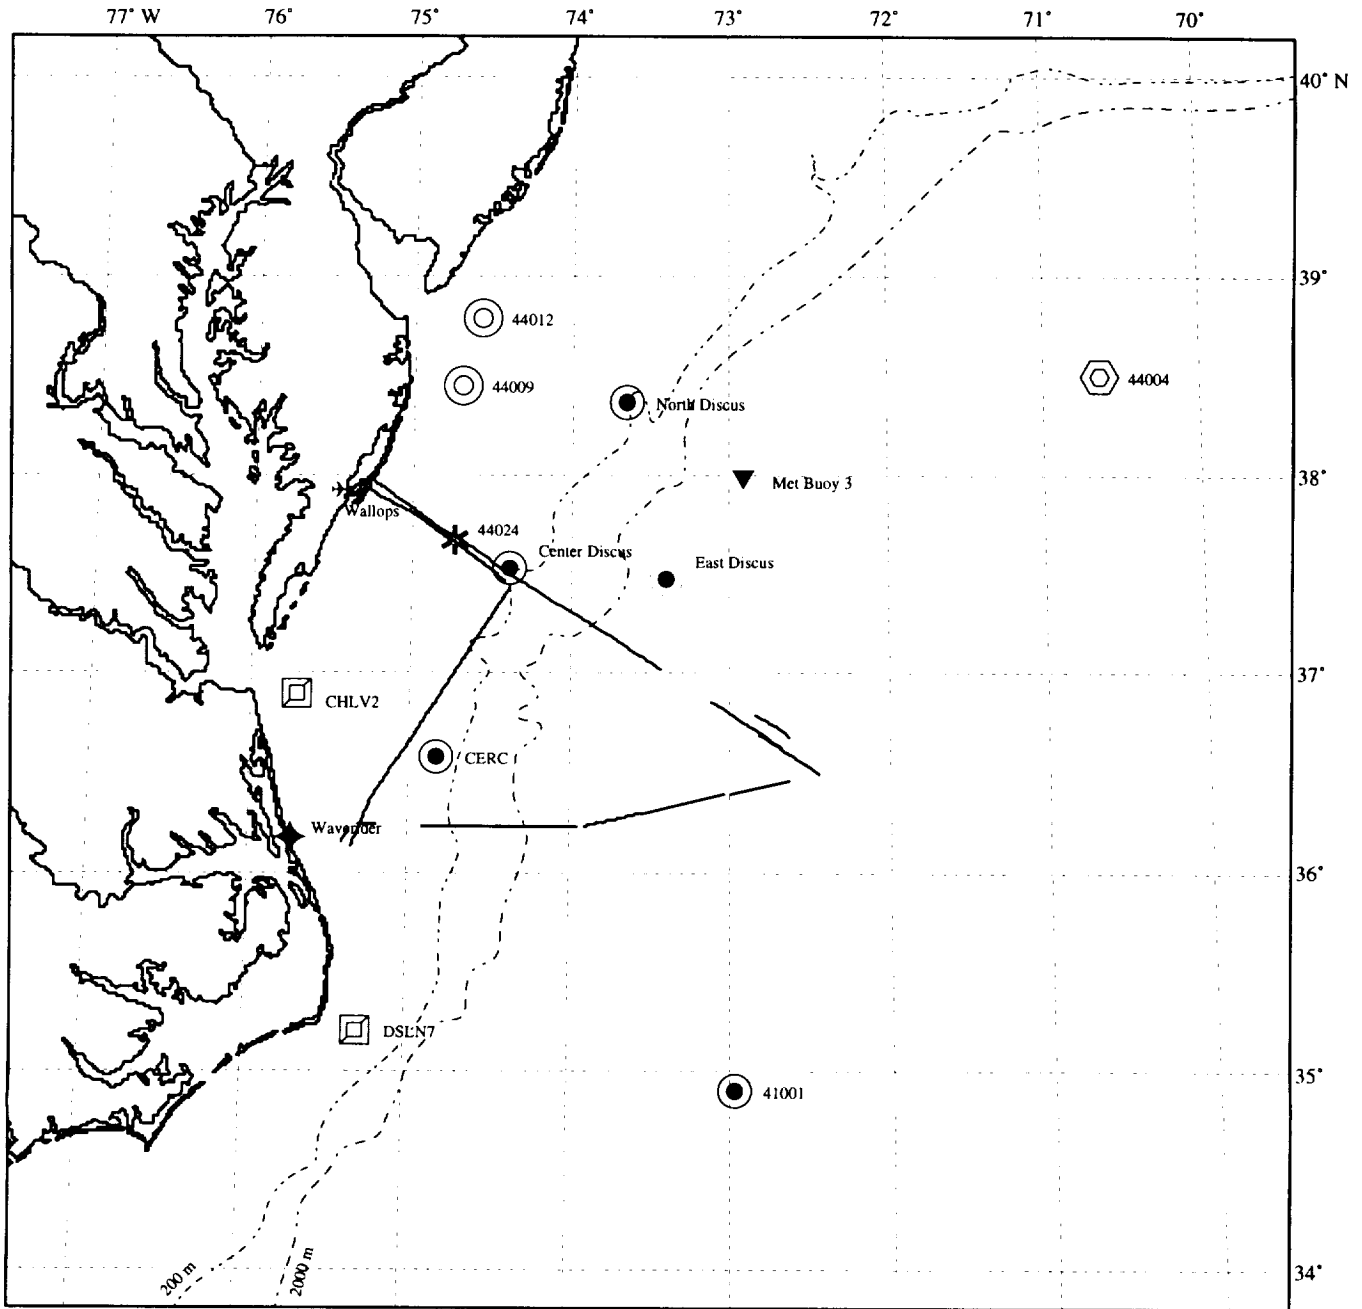 77° W 76° 75° 74° 73° 72° 71° 70°
40° N
39°
44012
44009
44004
North Discus
38°
Met Buoy 3
Wallops
44024
Center Discus
East Discus
37°
CHLV2
CERC
Waverider
36°
DSLN7
35°
41001
200 m
2000 m
34°